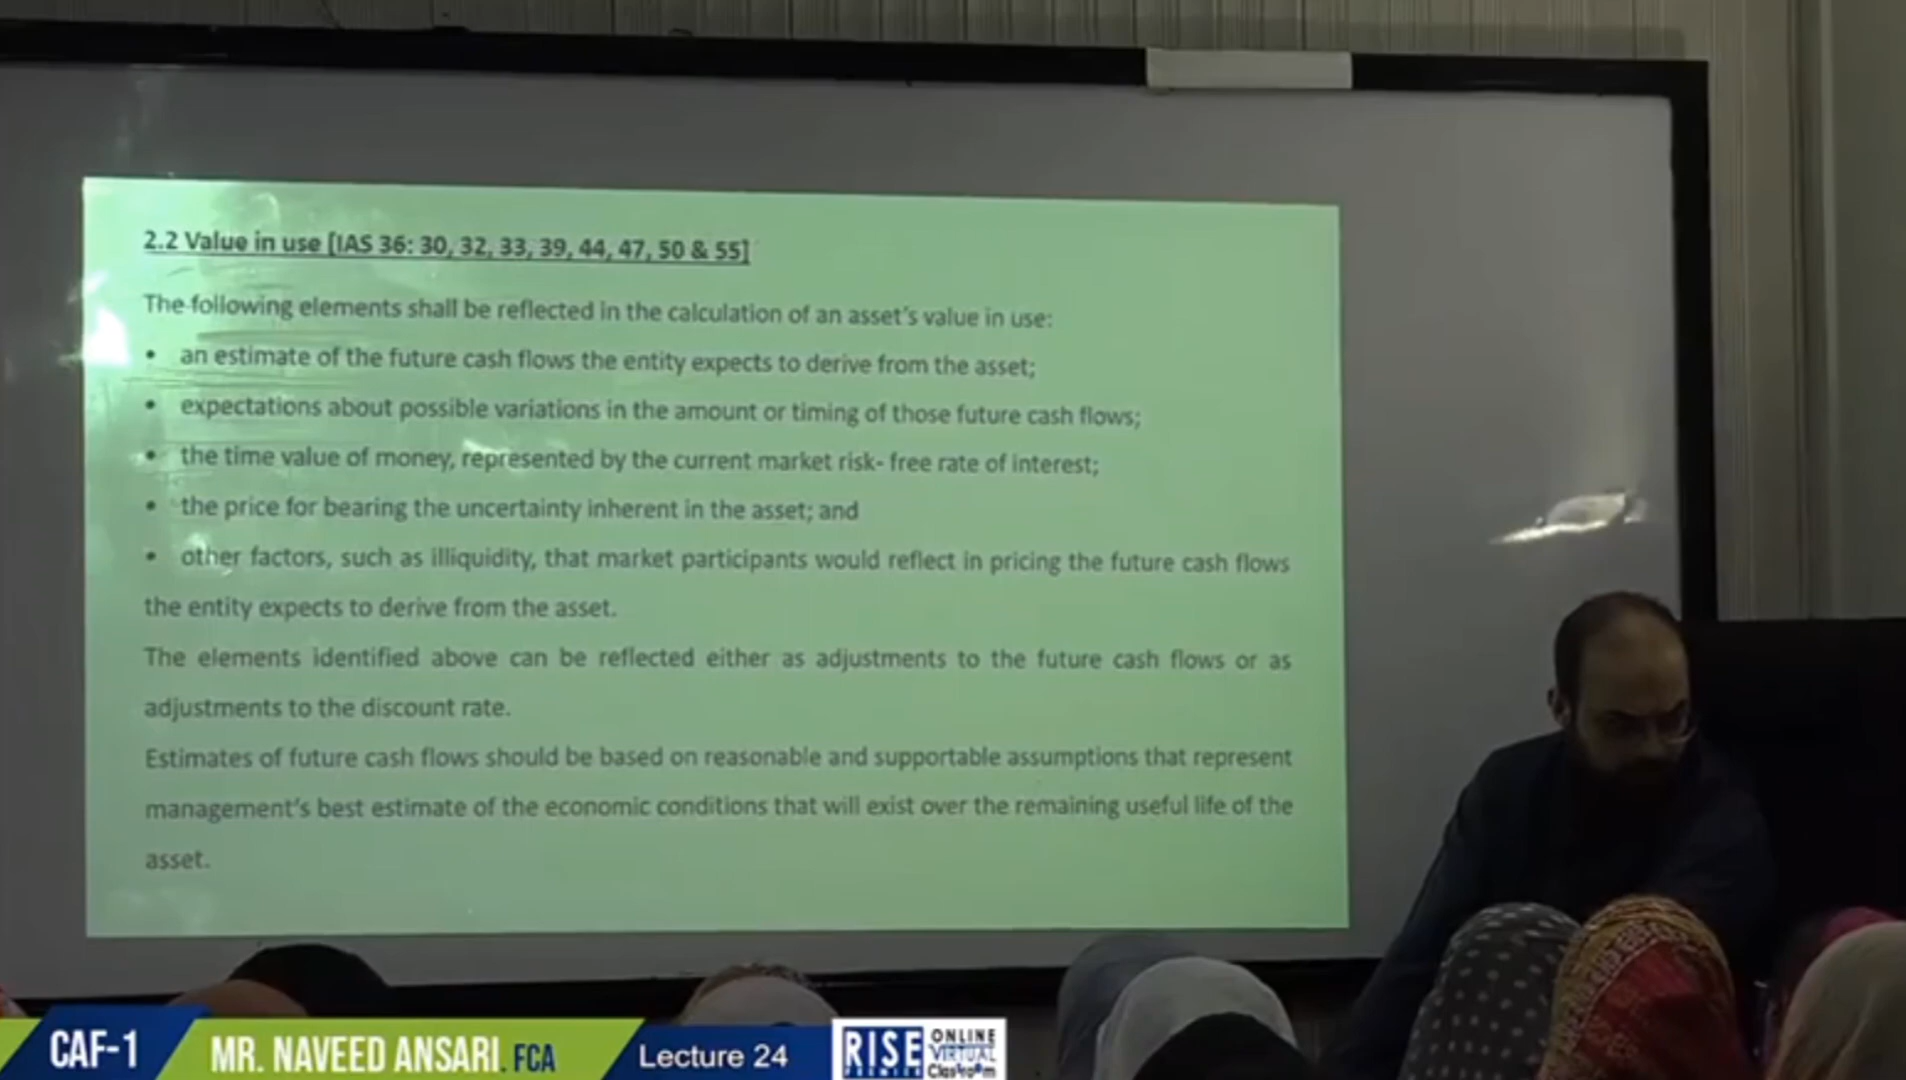 2.2 Value in use [IAS 36: 30, 32, 33, 39, 44, 47, 50 & 55]
The following elements shall be reflected in the calculation of an asset's value in use:
• an estimate of the future cash flows the entity expects to derive from the asset;
• expectations about possible variations in the amount or timing of those future cash flows;
• the time value of money, represented by the current market risk- free rate of interest;
• the price for bearing the uncertainty inherent in the asset; and
• other factors, such as illiquidity, that market participants would reflect in pricing the future cash flows
the entity expects to derive from the asset.
The elements identified above can be reflected either as adjustments to the future cash flows or as
adjustments to the discount rate.
Estimates of future cash flows should be based on reasonable and supportable assumptions that represent
management's best estimate of the economic conditions that will exist over the remaining useful life of the
asset.
CAF-1
MR. NAVEED ANSARI. FCA
Lecture 24
RISE
PREMIER
ONLINE
VIRTUAL
Classroom